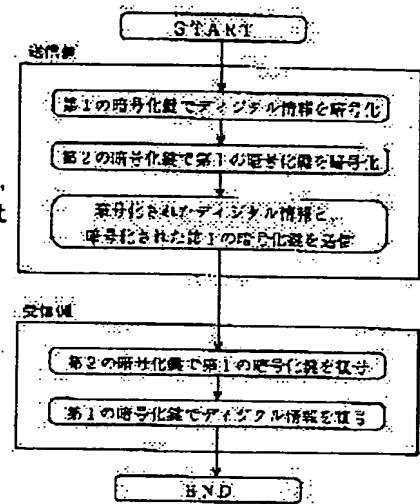 START
送信側
第1の暗号化鍵でディジタル情報を暗号化
第2の暗号化鍵で第1の暗号化鍵を暗号化
暗号化されたディジタル情報と、
暗号化された第1の暗号化鍵を送信
受信側
第2の暗号化鍵で第1の暗号化鍵を復号
第1の暗号化鍵でディジタル情報を復号
END